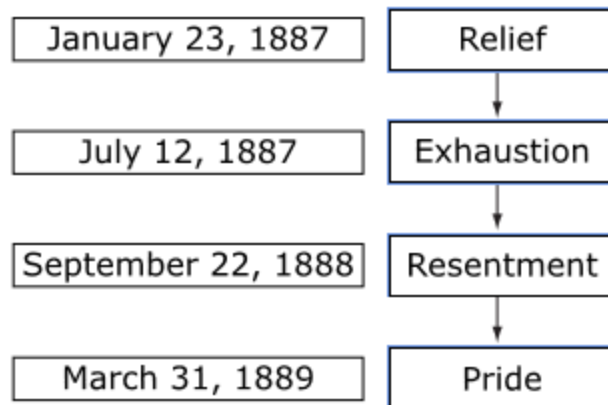 January 23, 1887 Relief
July 12, 1887 Exhaustion
September 22, 1888 Resentment
March 31, 1889 Pride